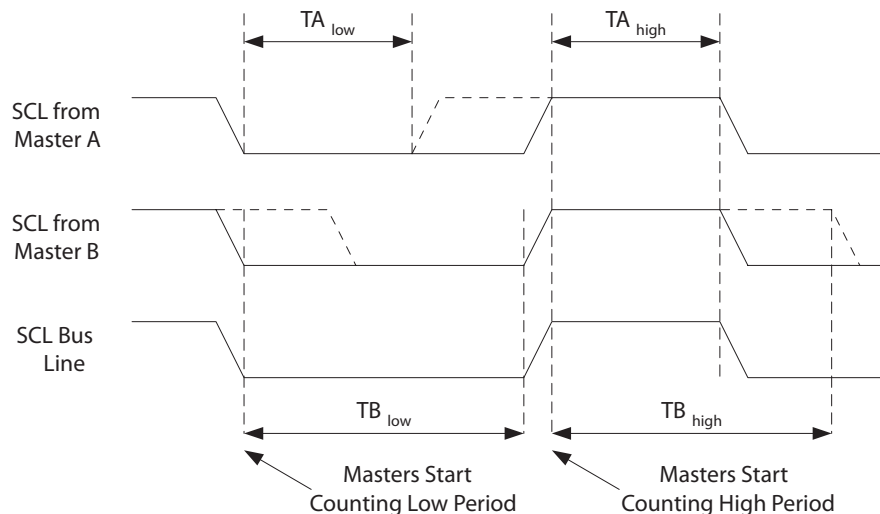 TA low
TA high
SCL from
Master A
SCL from
Master B
SCL Bus
Line
TB low
TB high
Masters Start
Counting Low Period
Masters Start
Counting High Period